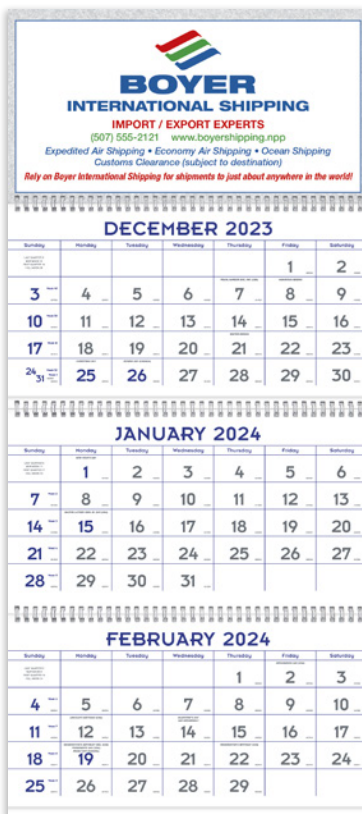 BOYER
INTERNATIONAL SHIPPING
IMPORT / EXPORT EXPERTS
(507) 555-2121 www.boyershipping.npp
Expedited Air Shipping • Economy Air Shipping • Ocean Shipping
Customs Clearance (subject to destination)
Rely on Boyer International Shipping for shipments to just about anywhere in the world!
DECEMBER 2023
Sunday Monday Tuesday Wednesday Thursday Friday Saturday
1 2
3 4 5 6 7 8 9
10 11 12 13 14 15 16
17 18 19 20 21 22 23
24/31 25 26 27 28 29 30
JANUARY 2024
Sunday Monday Tuesday Wednesday Thursday Friday Saturday
1 2 3 4 5 6
7 8 9 10 11 12 13
14 15 16 17 18 19 20
21 22 23 24 25 26 27
28 29 30 31
FEBRUARY 2024
Sunday Monday Tuesday Wednesday Thursday Friday Saturday
1 2 3
4 5 6 7 8 9 10
11 12 13 14 15 16 17
18 19 20 21 22 23 24
25 26 27 28 29